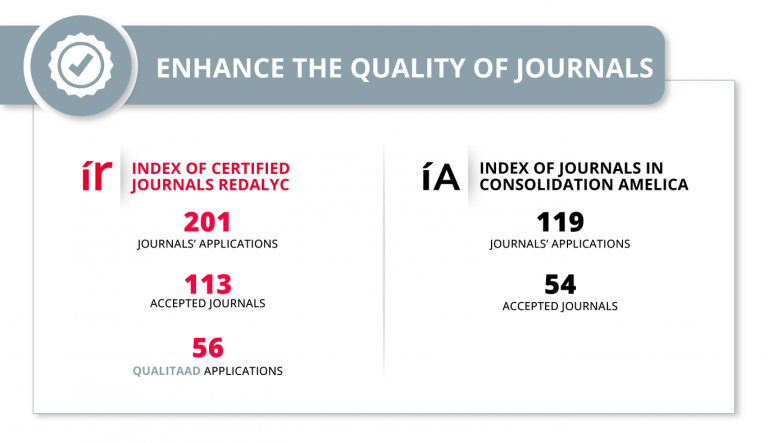 ENHANCE THE QUALITY OF JOURNALS
ír
INDEX OF CERTIFIED
JOURNALS REDALYC
201
JOURNALS’ APPLICATIONS
113
ACCEPTED JOURNALS
56
QUALITAAD APPLICATIONS
íA
INDEX OF JOURNALS IN
CONSOLIDATION AMELICA
119
JOURNALS’ APPLICATIONS
54
ACCEPTED JOURNALS